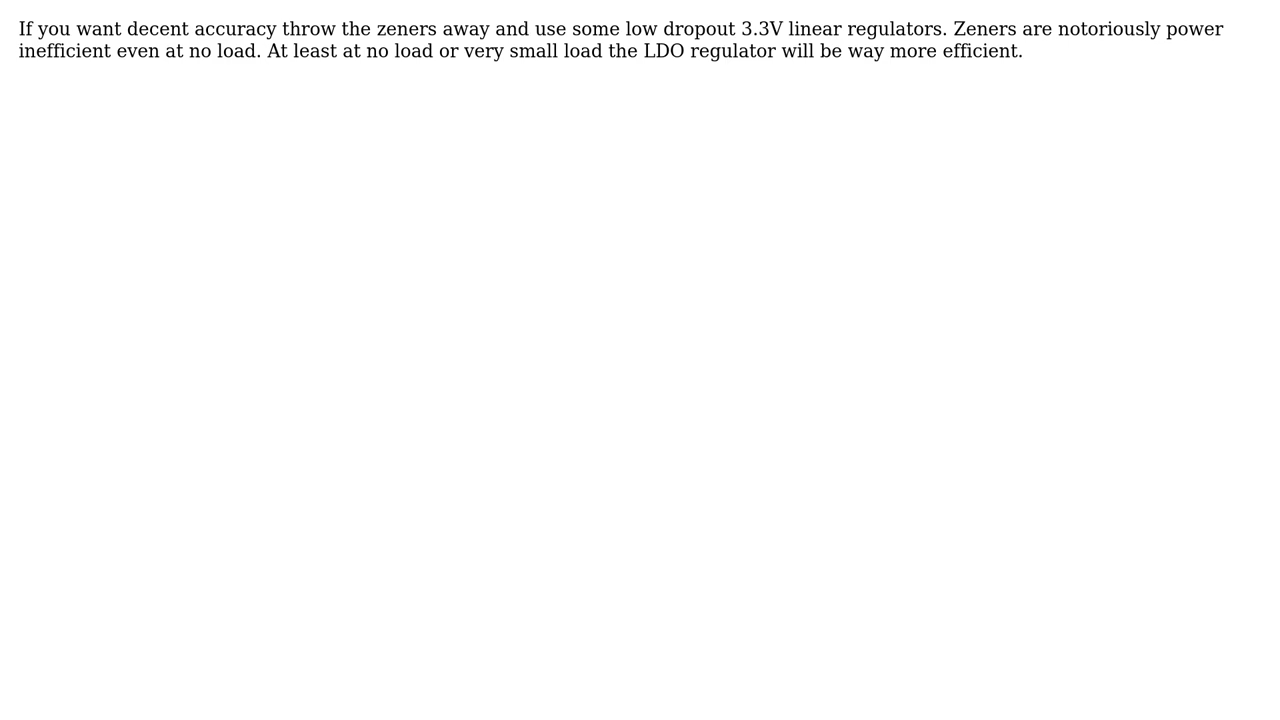 If you want decent accuracy throw the zeners away and use some low dropout 3.3V linear regulators. Zeners are notoriously power
inefficient even at no load. At least at no load or very small load the LDO regulator will be way more efficient.